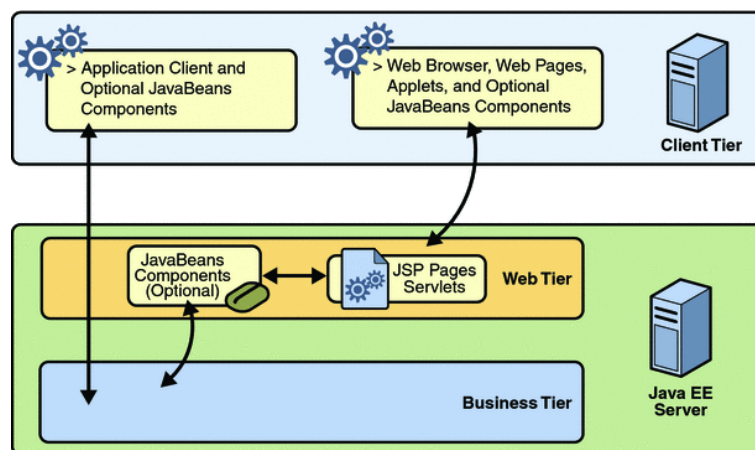 > Application Client and
Optional JavaBeans
Components
> Web Browser, Web Pages,
Applets, and Optional
JavaBeans Components
Client Tier
JavaBeans
Components
(Optional)
JSP Pages
Servlets
Web Tier
Business Tier
Java EE
Server